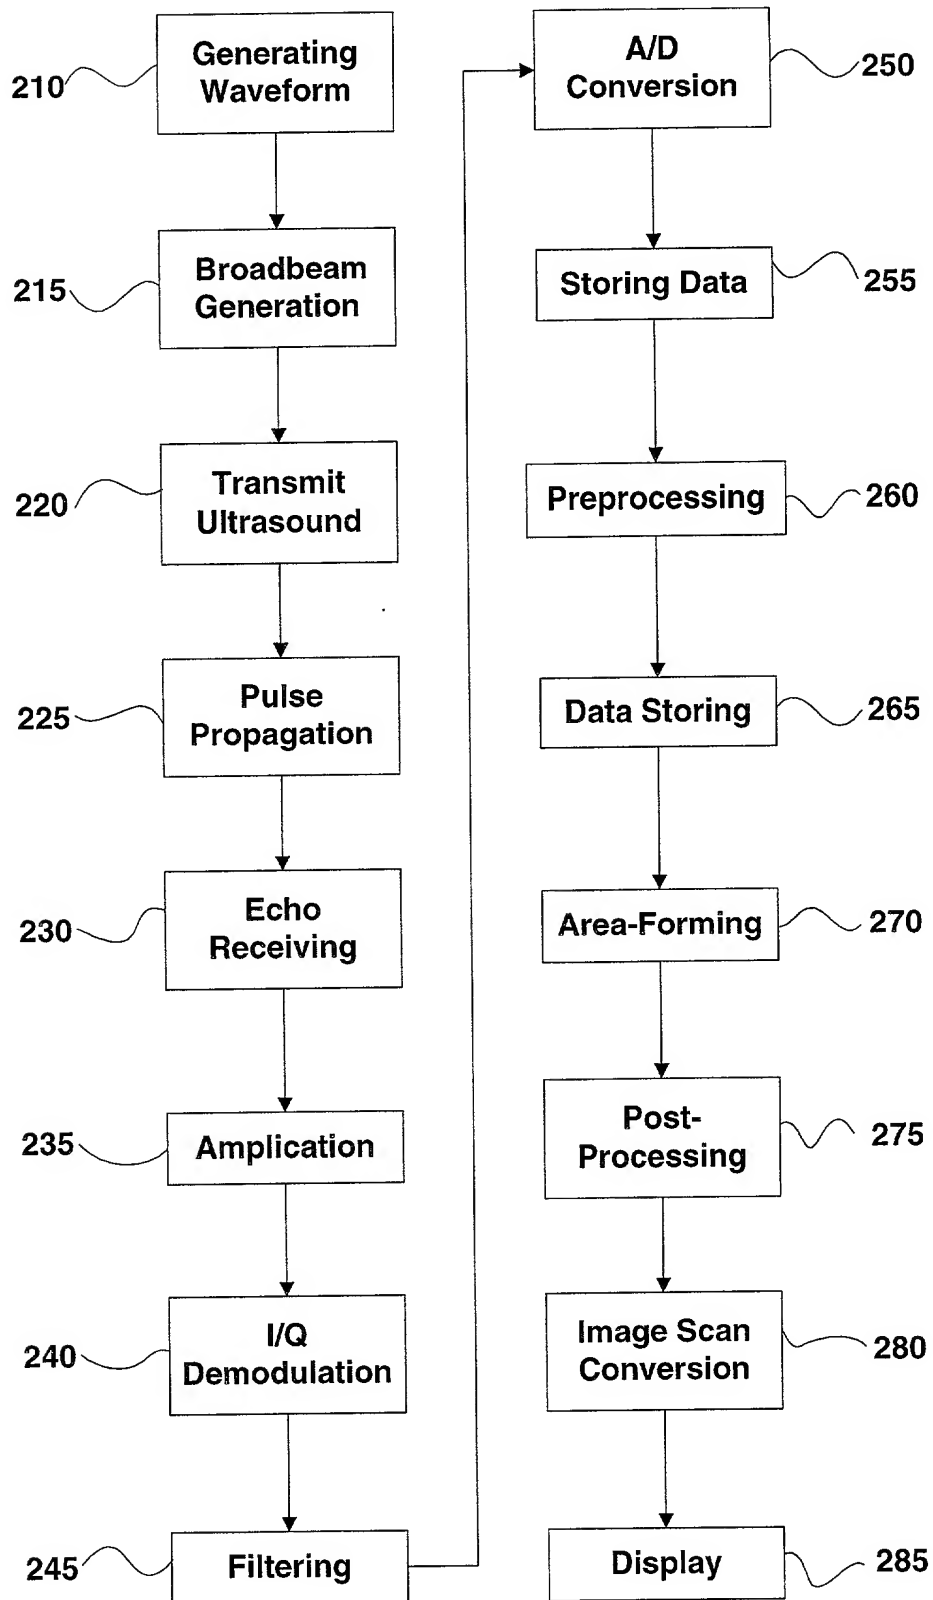 210
Generating
Waveform
215
Broadbeam
Generation
220
Transmit
Ultrasound
225
Pulse
Propagation
230
Echo
Receiving
235
Amplication
240
I/Q
Demodulation
245
Filtering
A/D
Conversion
250
Storing Data
255
Preprocessing
260
Data Storing
265
Area-Forming
270
Post-
Processing
275
Image Scan
Conversion
280
Display
285